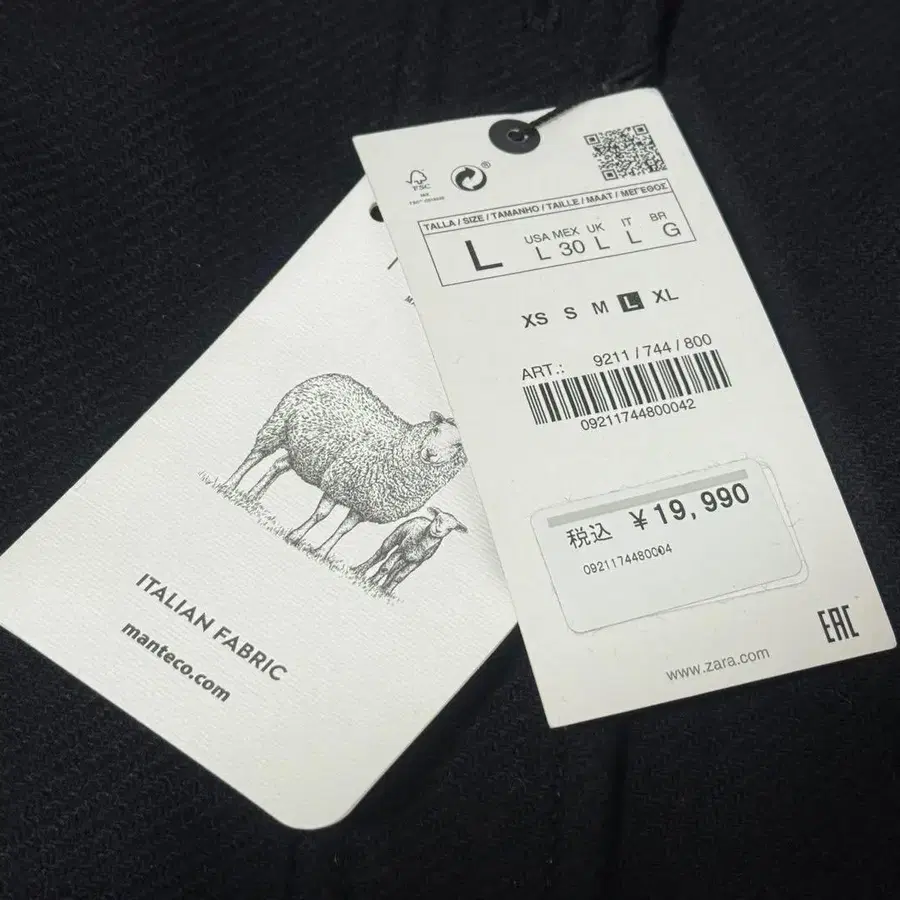 FSC
®
TALLA / SIZE / TAMANHO / TAILLE / MAAT / ΜΕΓΕΘΟΣ
L
USA MEX UK IT BR
L 30 L L G
XS S M L XL
ART.: 9211 / 744 / 800
09211744800042
税込 ¥19,990
0921174480004
EAC
www.zara.com
ITALIAN FABRIC
manteco.com